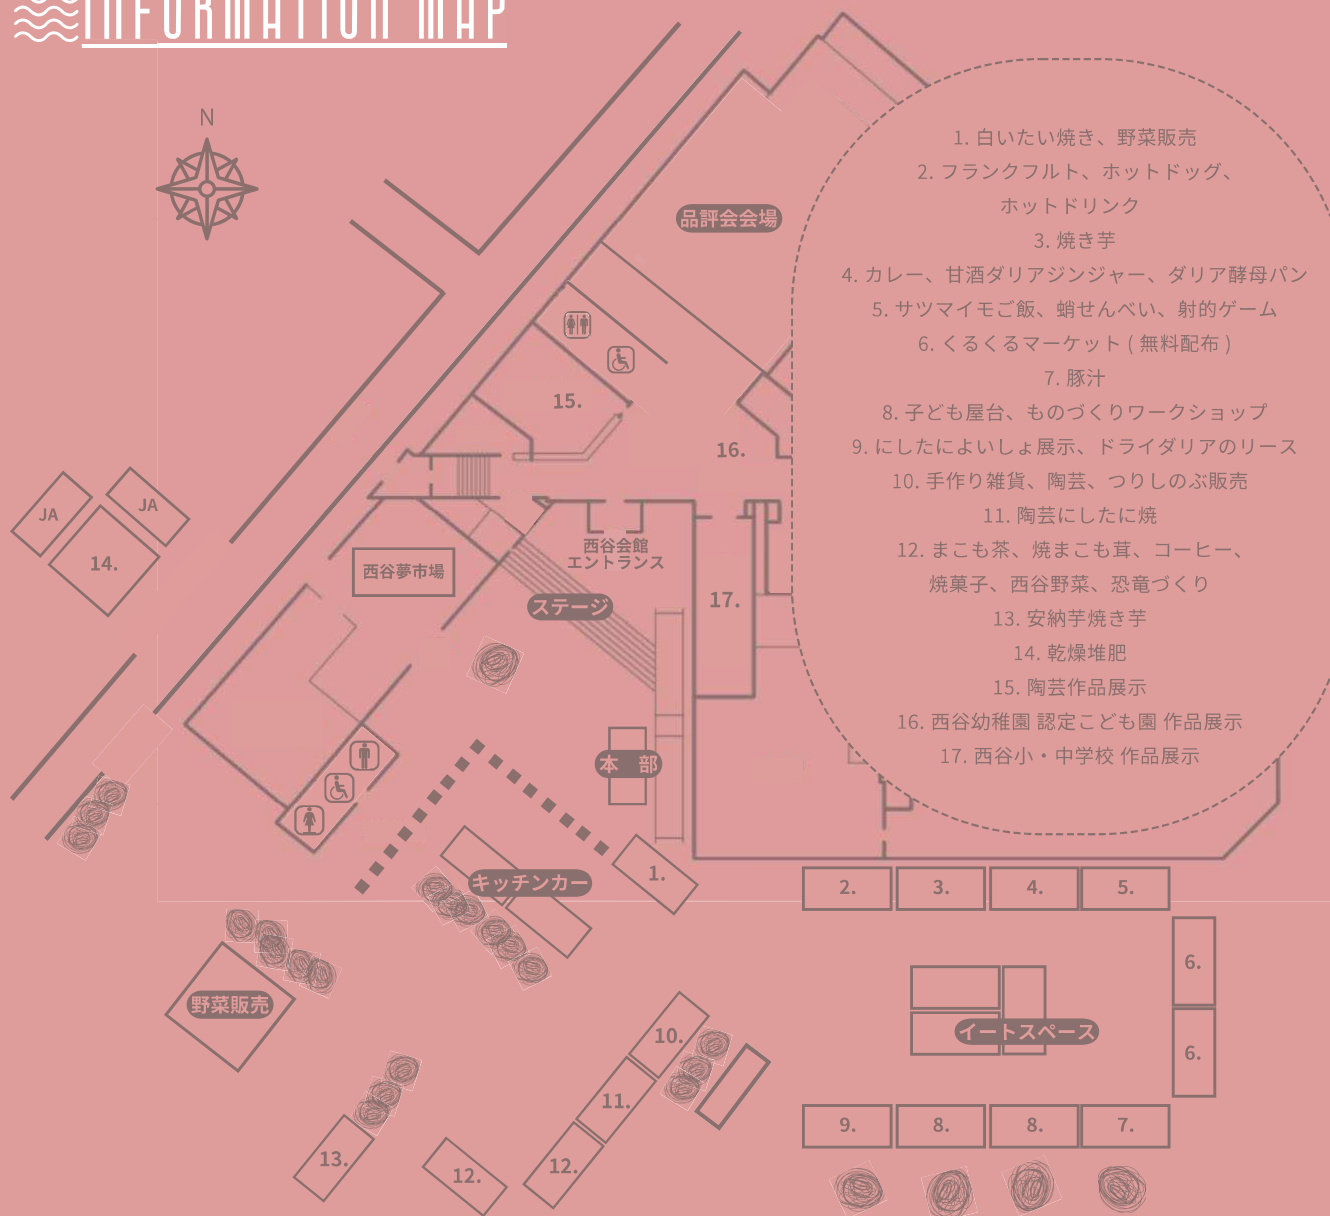 INFORMATION MAP
N
品評会会場
1. 白いたい焼き、野菜販売
2. フランクフルト、ホットドッグ、
ホットドリンク
3. 焼き芋
4. カレー、甘酒ダリアジンジャー、ダリア酵母パン
5. サツマイモご飯、蛸せんべい、射的ゲーム
6. くるくるマーケット ( 無料配布 )
7. 豚汁
8. 子ども屋台、ものづくりワークショップ
9. にしたによいしょ展示、ドライダリアのリース
10. 手作り雑貨、陶芸、つりしのぶ販売
11. 陶芸にしたに焼
12. まこも茶、焼まこも茸、コーヒー、
焼菓子、西谷野菜、恐竜づくり
13. 安納芋焼き芋
14. 乾燥堆肥
15. 陶芸作品展示
16. 西谷幼稚園 認定こども園 作品展示
17. 西谷小・中学校 作品展示
15.
16.
JA
JA
14.
西谷会館
エントランス
西谷夢市場
ステージ
17.
本 部
キッチンカー
1.
2.
3.
4.
5.
6.
6.
野菜販売
イートスペース
10.
11.
12.
12.
13.
9.
8.
8.
7.